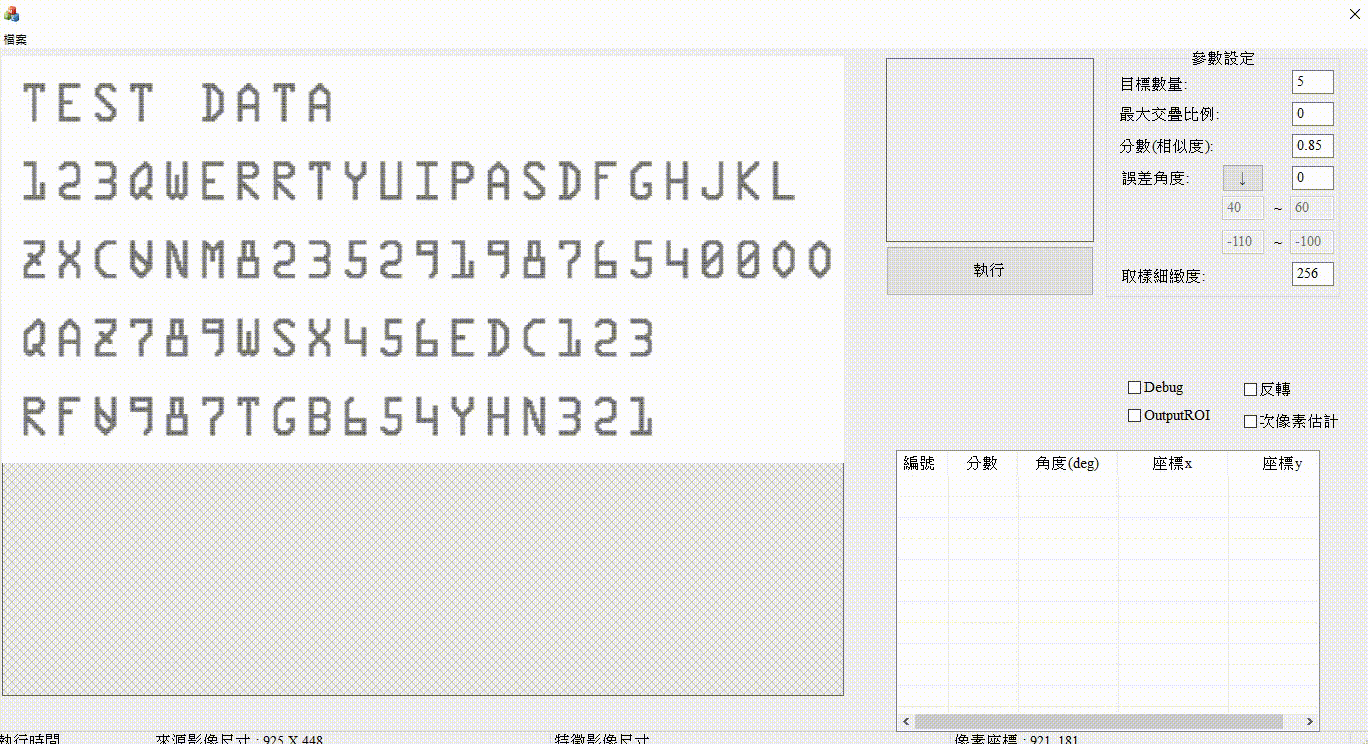 檔案
TEST DATA
123QWERRTYUIPASDFGHJKL
ZXCVNM82352919876540000
QAZ789WSX456EDC123
RFV987TGB654YHN321
執行
參數設定
目標數量: 5
最大交疊比例: 0
分數(相似度): 0.85
誤差角度: ↓ 0
40 ~ 60
-110 ~ -100
取樣細緻度: 256
Debug 反轉
OutputROI 次像素估計
編號 分數 角度(deg) 座標x 座標y
執行時間 來源影像尺寸 : 925 X 448 特徵影像尺寸 像素座標 : 921, 181